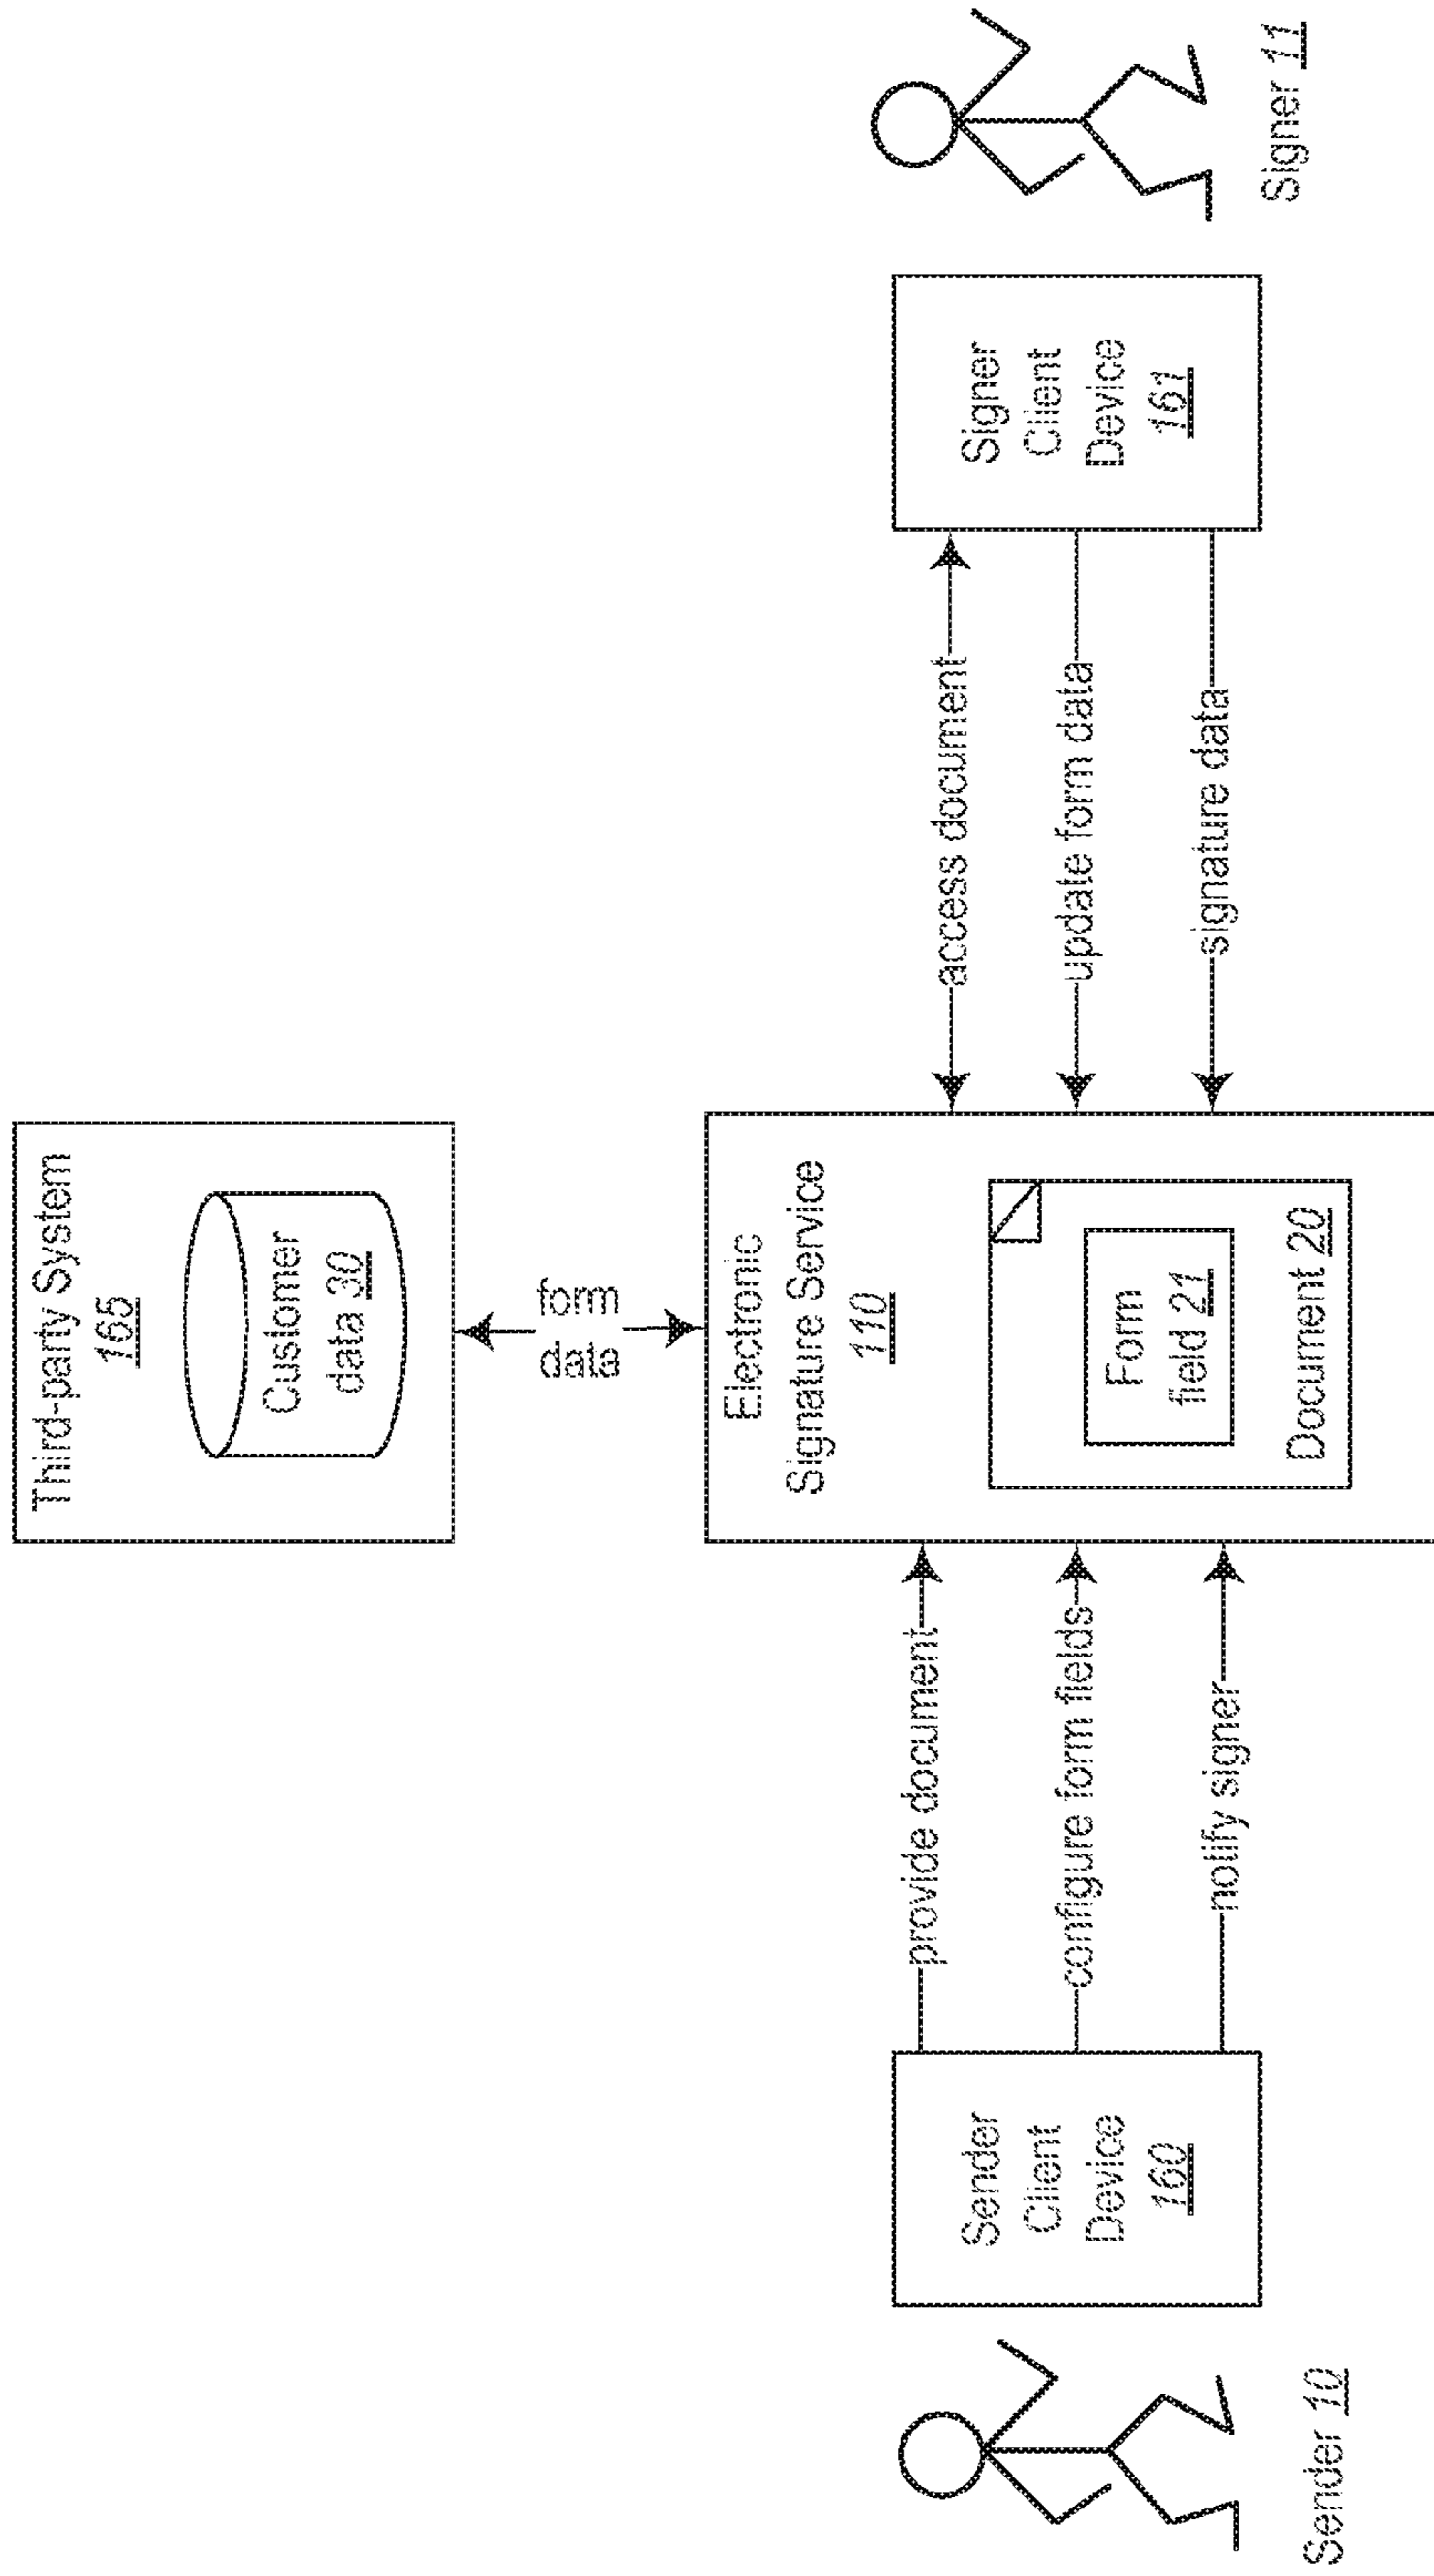 Third-party System
165
Customer
data 30
form
data
Electronic
Signature Service
110
Form
field 21
Document 20
Sender 10
Sender
Client
Device
160
provide document
configure form fields
notify signer
access document
update form data
signature data
Signer
Client
Device
161
Signer 11